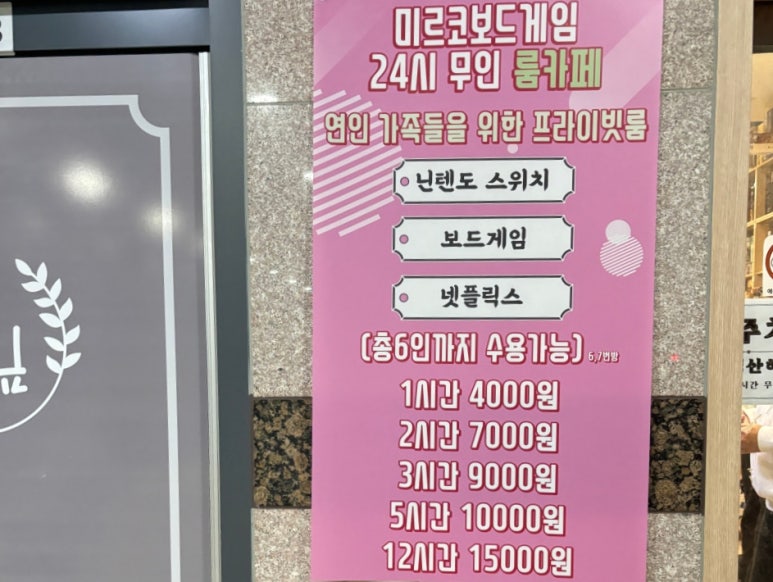 미르코보드게임
24시 무인 룸카페
연인 가족들을 위한 프라이빗룸
닌텐도 스위치
보드게임
넷플릭스
(총6인까지 수용가능) 6,7번방
1시간 4000원
2시간 7000원
3시간 9000원
5시간 10000원
12시간 15000원